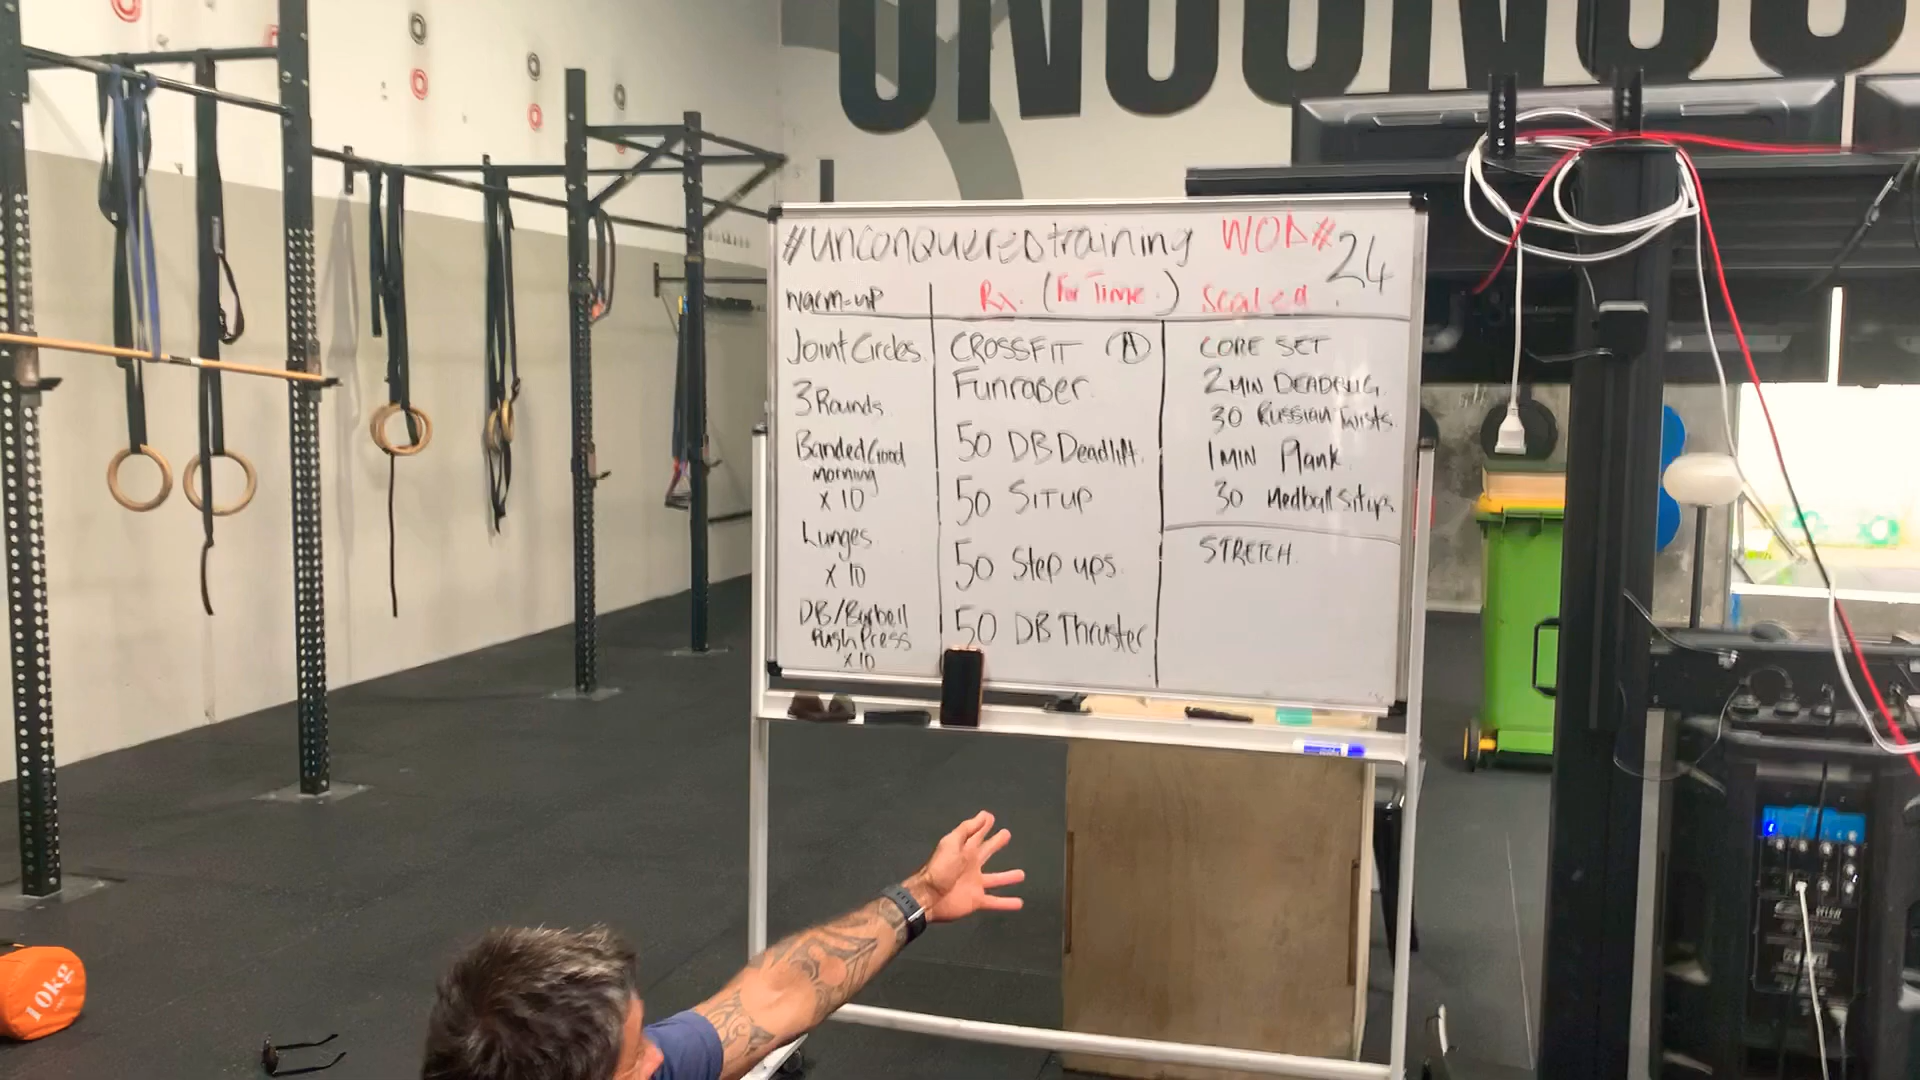 UNCONQU
#unconqueredtraining WOD# 24
Warm-up
Rx. (For Time.)
Scaled.
Joint Circles.
3 Rounds.
Banded Good
morning
x 10
Lunges
x 10
DB/Barbell
Push Press
x 10
CROSSFIT A
50 DB Deadlift.
50 SITUP
50 Step ups.
50 DB Thruster
CORE SET
2 MIN DEADBUG.
30 RUSSIAN Twists.
1 MIN Plank.
30 Medball Situps.
STRETCH.
10kg